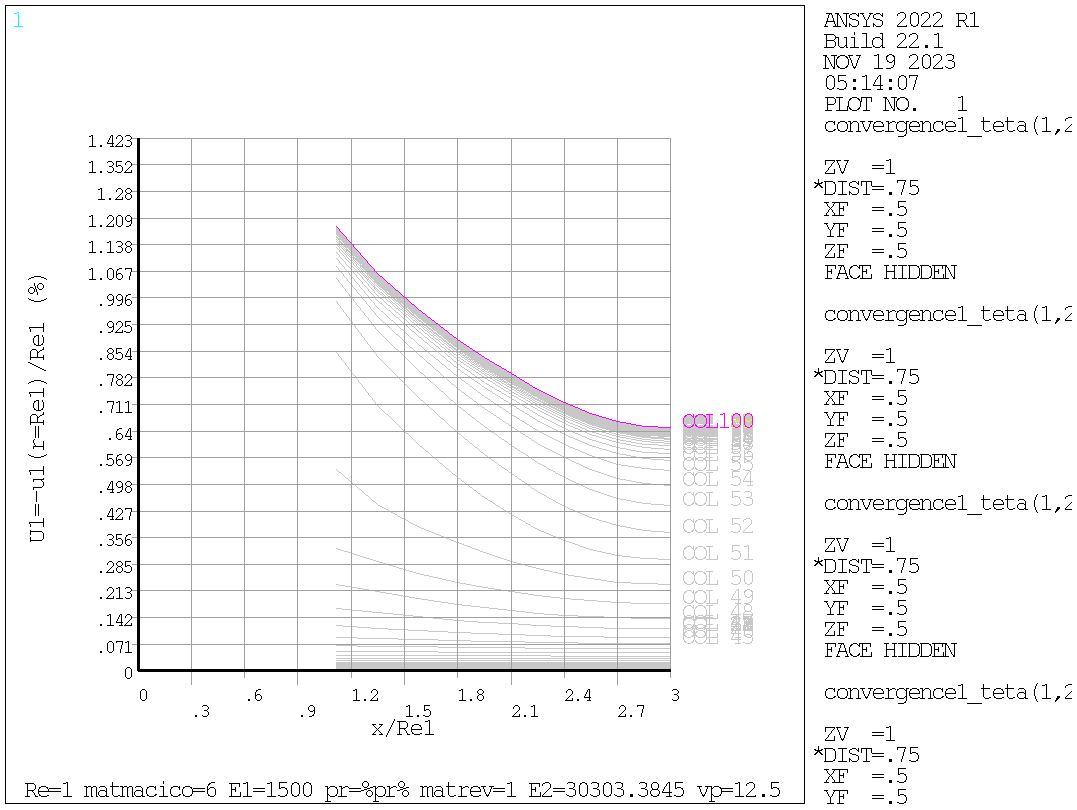 1
ANSYS 2022 R1
Build 22.1
NOV 19 2023
05:14:07
PLOT NO. 1
convergence1_teta(1,2
ZV =1
*DIST=.75
XF =.5
YF =.5
ZF =.5
FACE HIDDEN
convergence1_teta(1,2
ZV =1
*DIST=.75
XF =.5
YF =.5
ZF =.5
FACE HIDDEN
convergence1_teta(1,2
ZV =1
*DIST=.75
XF =.5
YF =.5
ZF =.5
FACE HIDDEN
convergence1_teta(1,2
ZV =1
*DIST=.75
XF =.5
YF =.5
1.423
1.352
1.28
1.209
1.138
1.067
.996
.925
.854
.782
.711
.64
.569
.498
.427
.356
.285
.213
.142
.071
0
U1=-u1(r=Re1)/Re1 (%)
COL100
COL 55
COL 54
COL 53
COL 52
COL 51
COL 50
COL 49
COL 48
COL 45
0
.3
.6
.9
1.2
1.5
1.8
2.1
2.4
2.7
3
x/Re1
Re=1 matmacico=6 E1=1500 pr=%pr% matrev=1 E2=30303.3845 vp=12.5